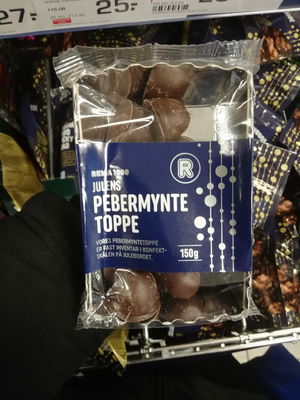 27.
25.-
REMA 1000
R
JULENS
PEBERMYNTE
TOPPE
VORES PEBERMYNTETOPPE
ER FAST INVENTAR I KONFEKT-
SKÅLEN PÅ JULEBORDET.
150g